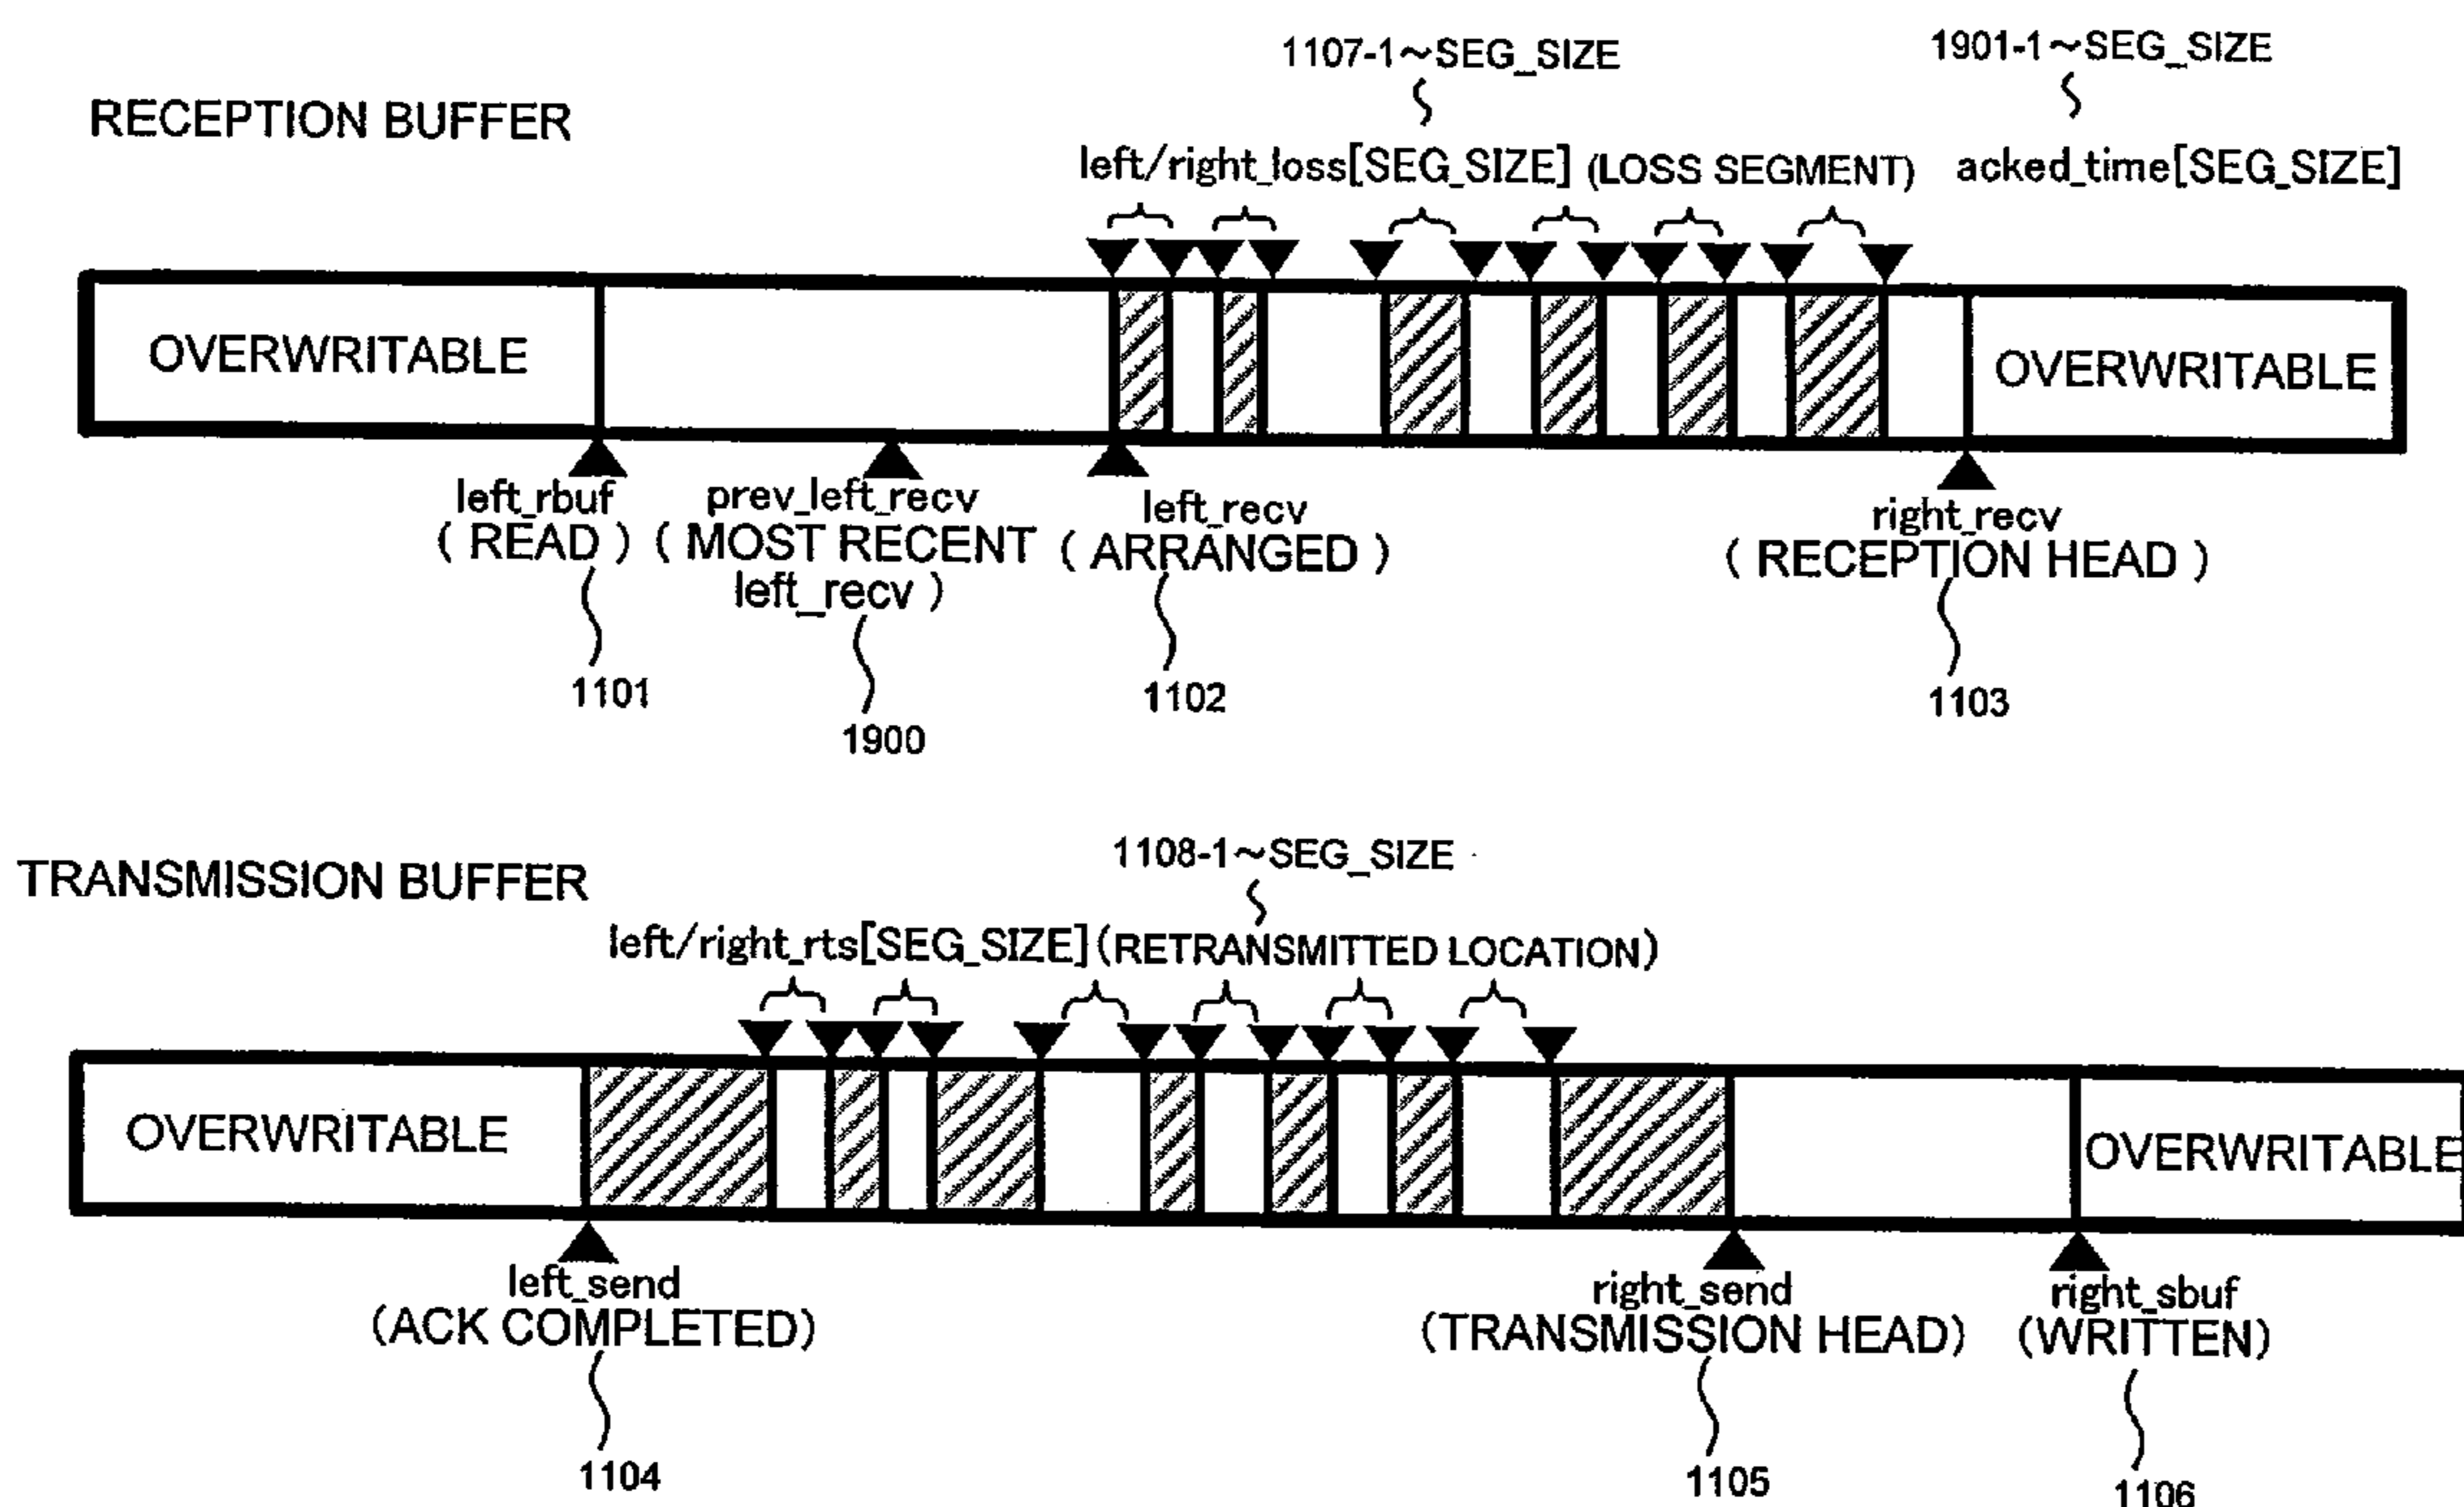 1107-1~SEG_SIZE
1901-1~SEG_SIZE
RECEPTION BUFFER
left/right_loss[SEG_SIZE] (LOSS SEGMENT)
acked_time[SEG_SIZE]
OVERWRITABLE
OVERWRITABLE
left_rbuf
(READ)
prev_left_recv
(MOST RECENT
left_recv)
left_recv
(ARRANGED)
right_recv
(RECEPTION HEAD)
1101
1900
1102
1103
1108-1~SEG_SIZE
TRANSMISSION BUFFER
left/right_rts[SEG_SIZE](RETRANSMITTED LOCATION)
OVERWRITABLE
OVERWRITABLE
left_send
(ACK COMPLETED)
right_send
(TRANSMISSION HEAD)
right_sbuf
(WRITTEN)
1104
1105
1106